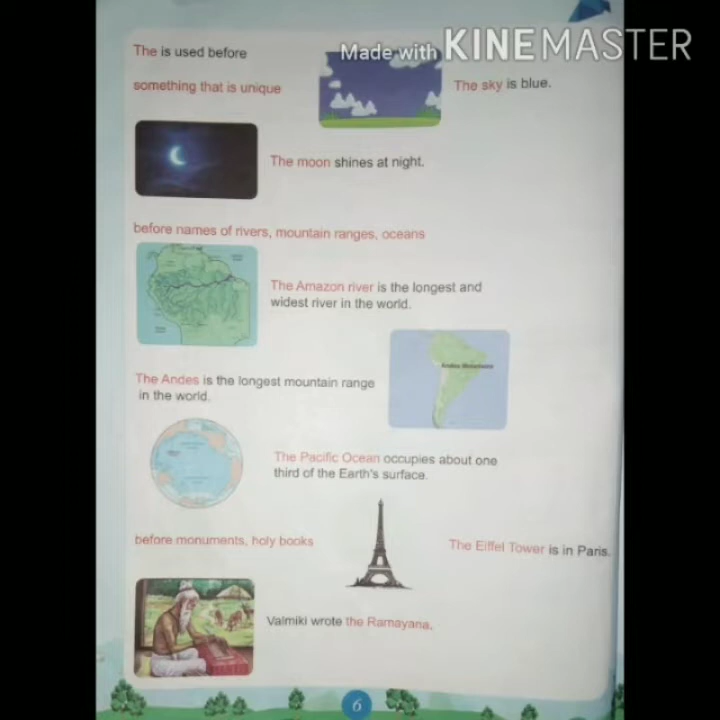 Made with KINEMASTER
The is used before
something that is unique
The sky is blue.
The moon shines at night.
before names of rivers, mountain ranges, oceans
The Amazon river is the longest and
widest river in the world.
Andes Mountains
The Andes is the longest mountain range
in the world.
The Pacific Ocean occupies about one
third of the Earth's surface.
before monuments, holy books
The Eiffel Tower is in Paris.
Valmiki wrote the Ramayana.
6